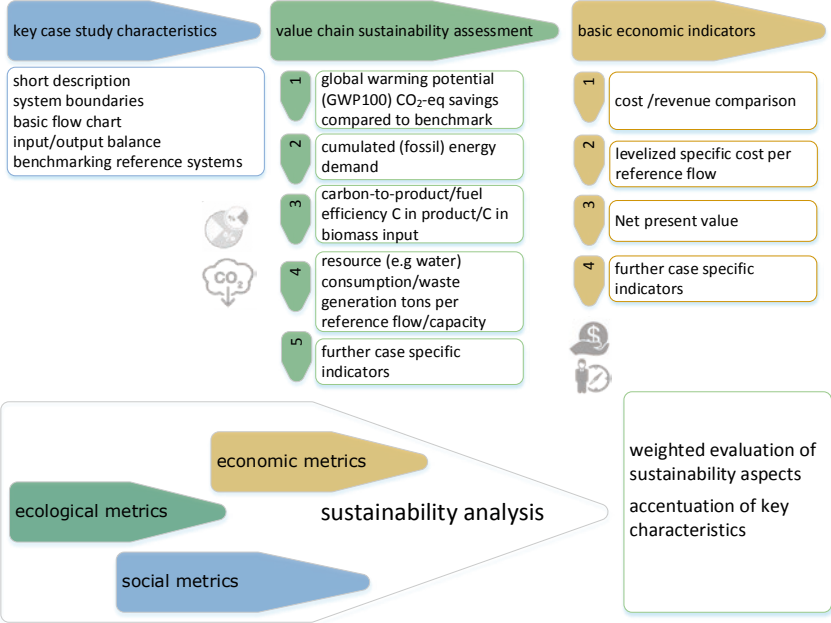 key case study characteristics
short description
system boundaries
basic flow chart
input/output balance
benchmarking reference systems
CO2
value chain sustainability assessment
1
global warming potential
(GWP100) CO₂-eq savings
compared to benchmark
2
cumulated (fossil) energy
demand
3
carbon-to-product/fuel
efficiency C in product/C in
biomass input
4
resource (e.g water)
consumption/waste
generation tons per
reference flow/capacity
5
further case specific
indicators
basic economic indicators
1
cost /revenue comparison
2
levelized specific cost per
reference flow
3
Net present value
4
further case specific
indicators
$
economic metrics
ecological metrics
social metrics
sustainability analysis
weighted evaluation of
sustainability aspects
accentuation of key
characteristics